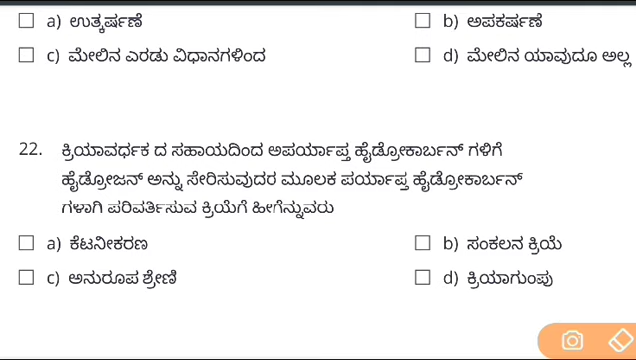 a) ಉತ್ಕರ್ಷಣೆ b) ಅಪಕರ್ಷಣೆ
c) ಮೇಲಿನ ಎರಡು ವಿಧಾನಗಳಿಂದ d) ಮೇಲಿನ ಯಾವುದೂ ಅಲ್ಲ
22. ಕ್ರಿಯಾವರ್ಧಕ ದ ಸಹಾಯದಿಂದ ಅಪರ್ಯಾಪ್ತ ಹೈಡ್ರೋಕಾರ್ಬನ್ ಗಳಿಗೆ
ಹೈಡ್ರೋಜನ್ ಅನ್ನು ಸೇರಿಸುವುದರ ಮೂಲಕ ಪರ್ಯಾಪ್ತ ಹೈಡ್ರೋಕಾರ್ಬನ್
ಗಳಾಗಿ ಪರಿವರ್ತಿಸುವ ಕ್ರಿಯೆಗೆ ಹೀಗೆನ್ನುವರು
a) ಕೆಟನೀಕರಣ b) ಸಂಕಲನ ಕ್ರಿಯೆ
c) ಅನುರೂಪ ಶ್ರೇಣಿ d) ಕ್ರಿಯಾಗುಂಪು